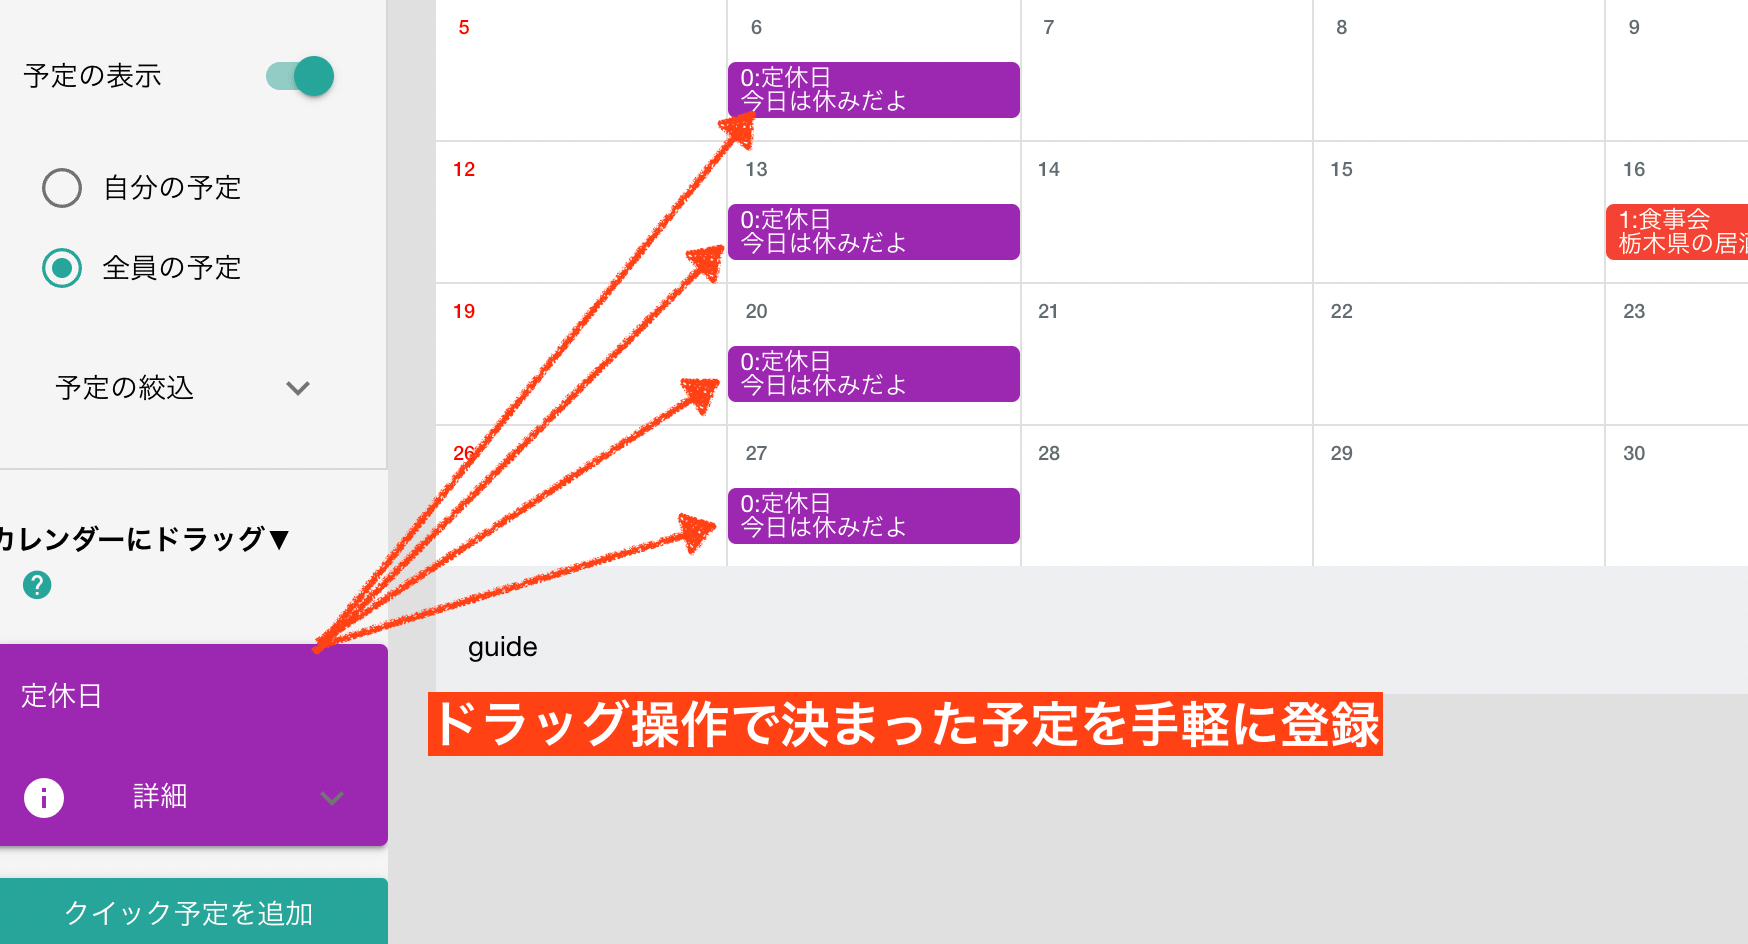 予定の表示
自分の予定
全員の予定
予定の絞込
カレンダーにドラッグ▼
?
定休日
i 詳細
クイック予定を追加
5 6 7 8 9
0:定休日
今日は休みだよ
12 13 14 15 16
0:定休日
今日は休みだよ
1:食事会
栃木県の居酒
19 20 21 22 23
0:定休日
今日は休みだよ
26 27 28 29 30
0:定休日
今日は休みだよ
guide
ドラッグ操作で決まった予定を手軽に登録